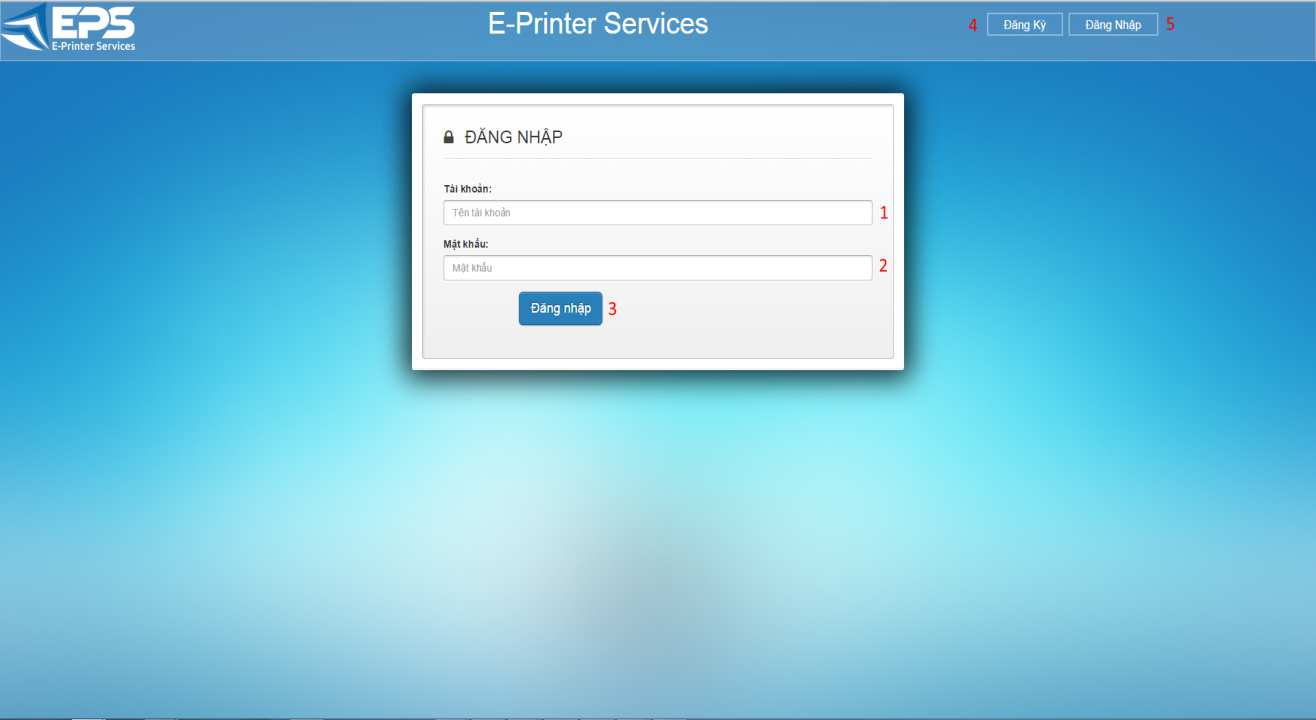 EPS
E-Printer Services
E-Printer Services
4 Đăng Ký Đăng Nhập 5
ĐĂNG NHẬP
Tài khoản:
Tên tài khoản 1
Mật khẩu:
Mật khẩu 2
Đăng nhập 3